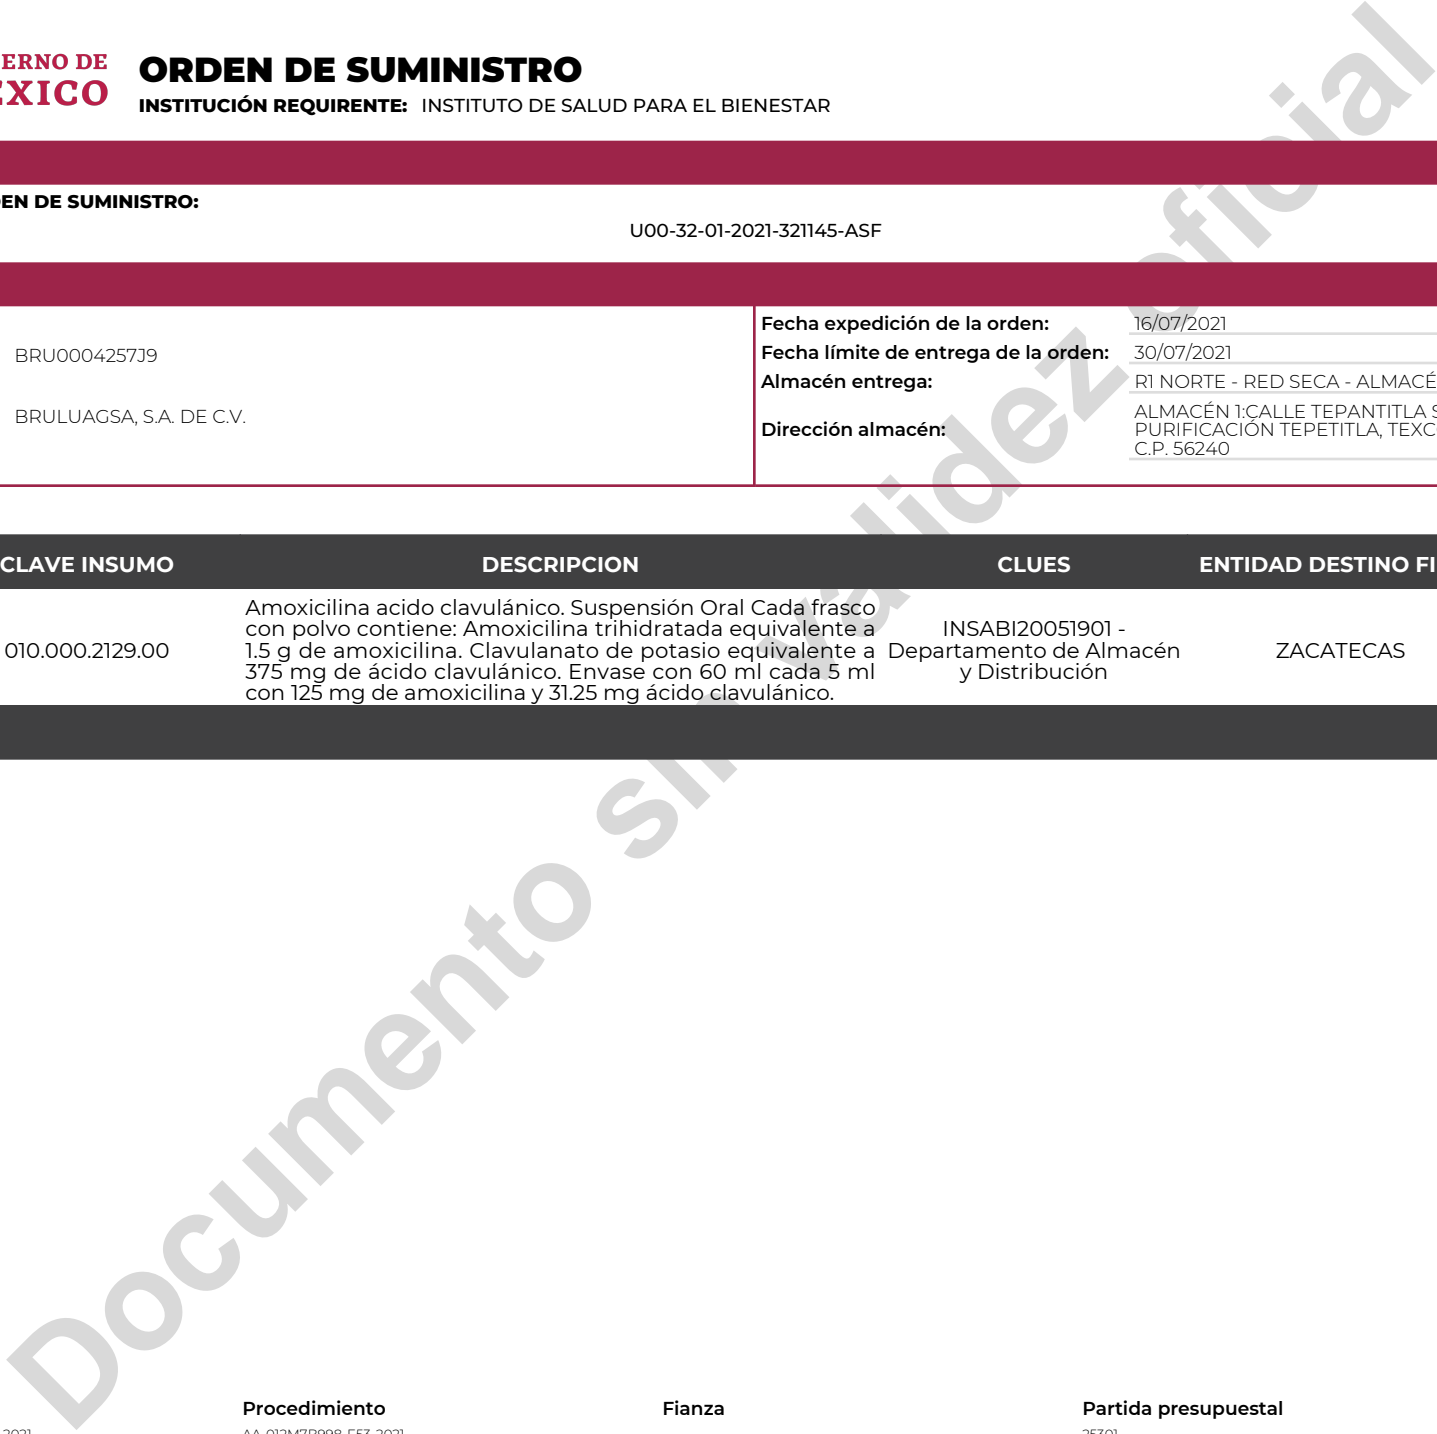 ERNO DE
EXICO
ORDEN DE SUMINISTRO
INSTITUCIÓN REQUIRENTE: INSTITUTO DE SALUD PARA EL BIENESTAR
EN DE SUMINISTRO:
U00-32-01-2021-321145-ASF
BRU0004257J9
BRULUAGSA, S.A. DE C.V.
Fecha expedición de la orden: 16/07/2021
Fecha límite de entrega de la orden: 30/07/2021
Almacén entrega: R1 NORTE - RED SECA - ALMACÉ
Dirección almacén:
ALMACÉN 1:CALLE TEPANTITLA S
PURIFICACIÓN TEPETITLA, TEXC
C.P. 56240
CLAVE INSUMO DESCRIPCION CLUES ENTIDAD DESTINO FI
010.000.2129.00
Amoxicilina acido clavulánico. Suspensión Oral Cada frasco
con polvo contiene: Amoxicilina trihidratada equivalente a
1.5 g de amoxicilina. Clavulanato de potasio equivalente a
375 mg de ácido clavulánico. Envase con 60 ml cada 5 ml
con 125 mg de amoxicilina y 31.25 mg ácido clavulánico.
INSABI20051901 -
Departamento de Almacén
y Distribución
ZACATECAS
Documento sin validez oficial
Procedimiento Fianza Partida presupuestal